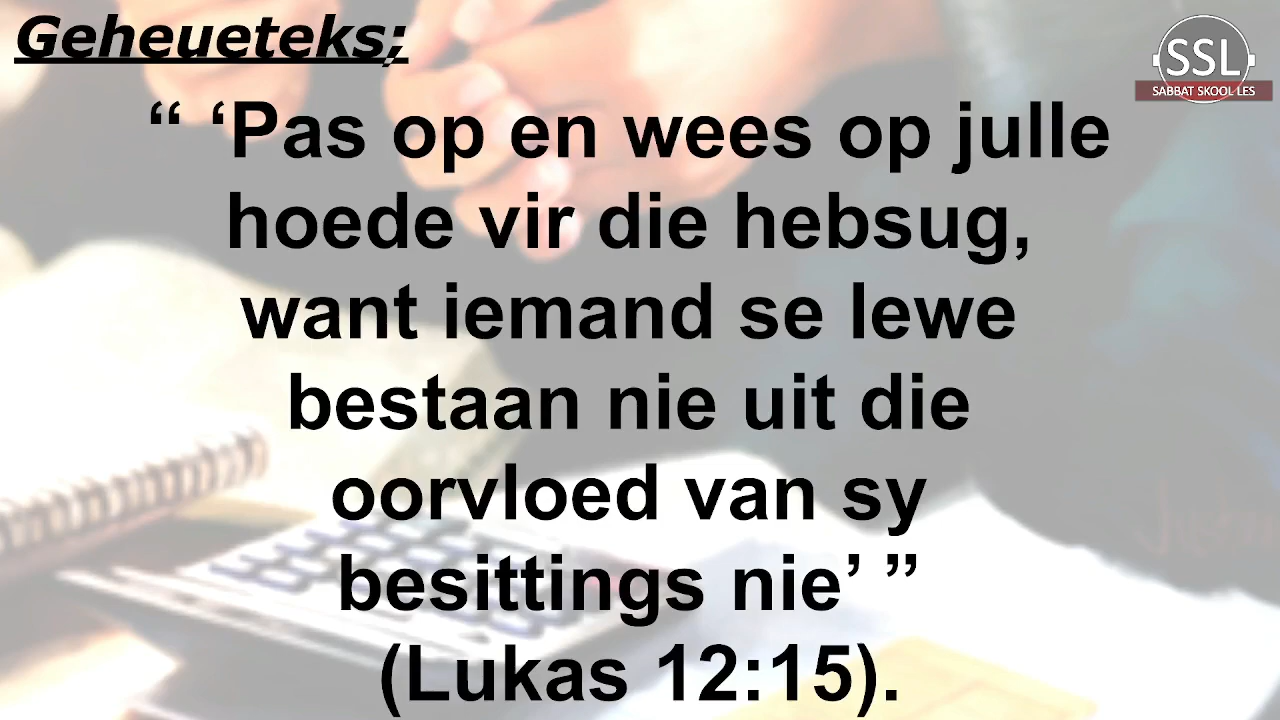 Geheueteks;
SSL
SABBAT SKOOL LES
“ ‘Pas op en wees op julle
hoede vir die hebsug,
want iemand se lewe
bestaan nie uit die
oorvloed van sy
besittings nie’ ”
(Lukas 12:15).